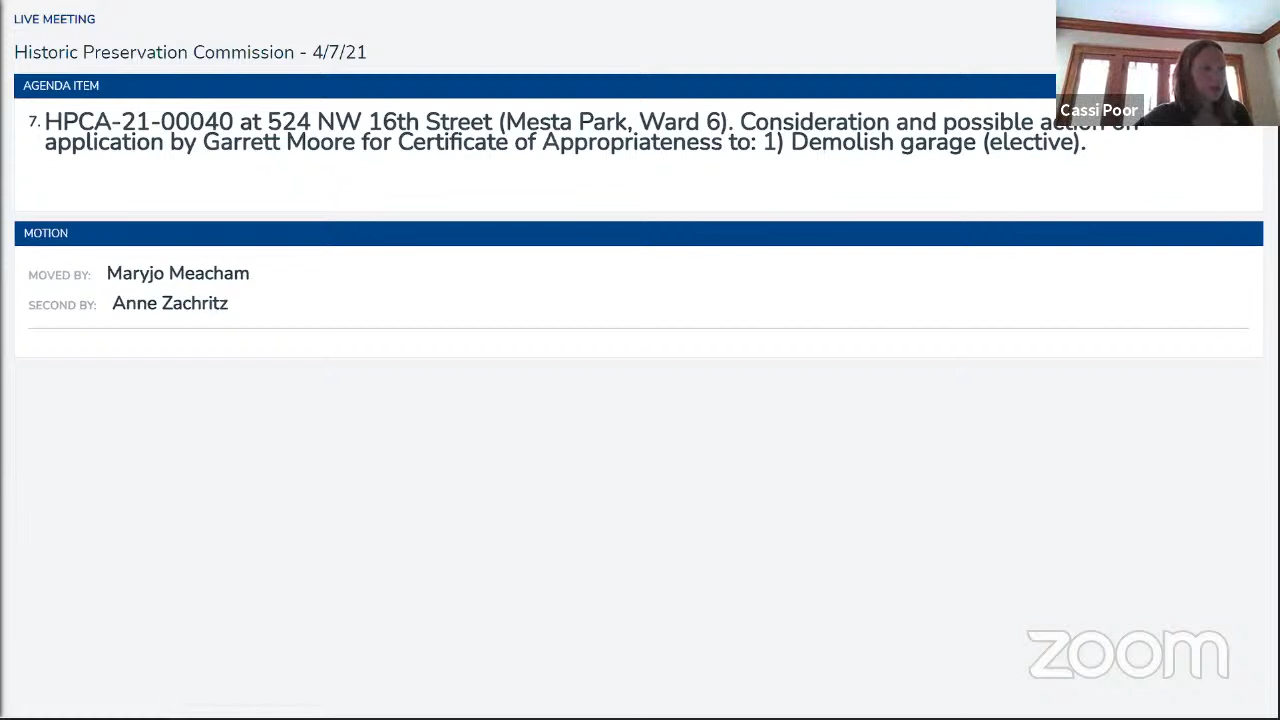 LIVE MEETING
Historic Preservation Commission - 4/7/21
AGENDA ITEM
Cassi Poor
7. HPCA-21-00040 at 524 NW 16th Street (Mesta Park, Ward 6). Consideration and possible action on
application by Garrett Moore for Certificate of Appropriateness to: 1) Demolish garage (elective).
MOTION
MOVED BY: Maryjo Meacham
SECOND BY: Anne Zachritz
zoom